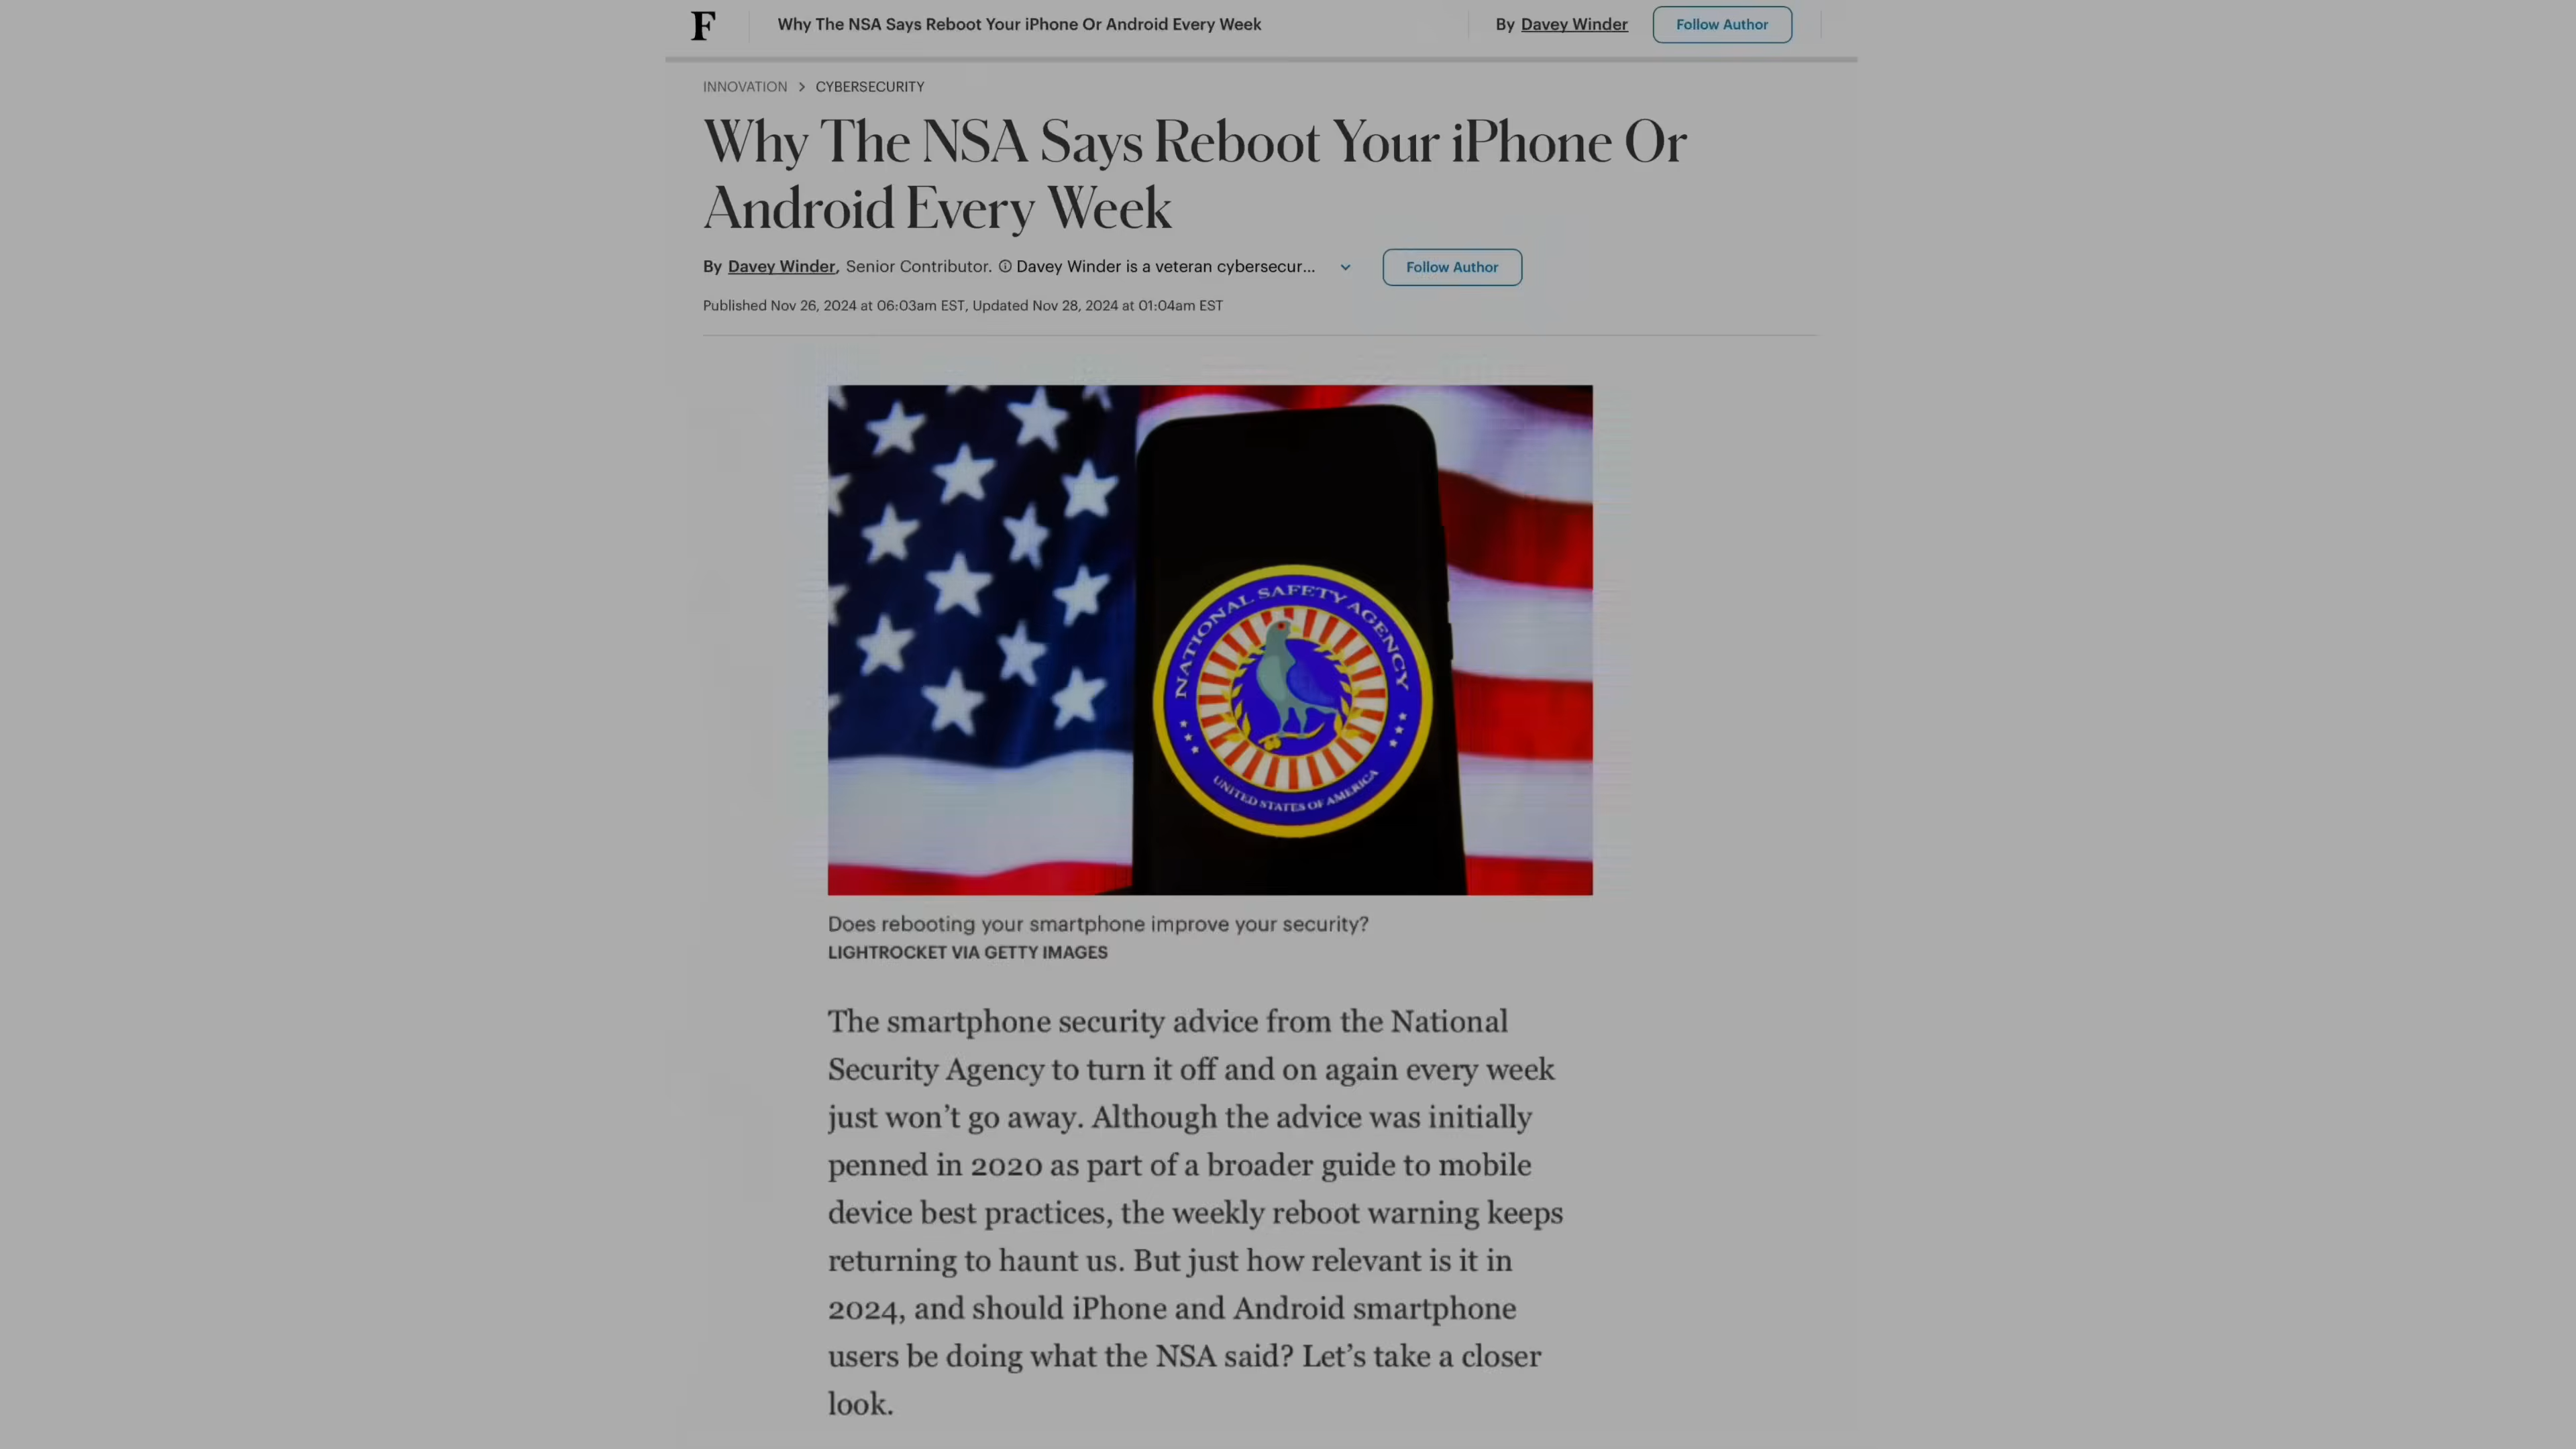 F
Why The NSA Says Reboot Your iPhone Or Android Every Week
By Davey Winder
Follow Author
INNOVATION > CYBERSECURITY
Why The NSA Says Reboot Your iPhone Or
Android Every Week
By Davey Winder, Senior Contributor. Davey Winder is a veteran cybersecur...
Follow Author
Published Nov 26, 2024 at 06:03am EST, Updated Nov 28, 2024 at 01:04am EST
NATIONAL SAFETY AGENCY
UNITED STATES OF AMERICA
Does rebooting your smartphone improve your security?
LIGHTROCKET VIA GETTY IMAGES
The smartphone security advice from the National
Security Agency to turn it off and on again every week
just won't go away. Although the advice was initially
penned in 2020 as part of a broader guide to mobile
device best practices, the weekly reboot warning keeps
returning to haunt us. But just how relevant is it in
2024, and should iPhone and Android smartphone
users be doing what the NSA said? Let's take a closer
look.